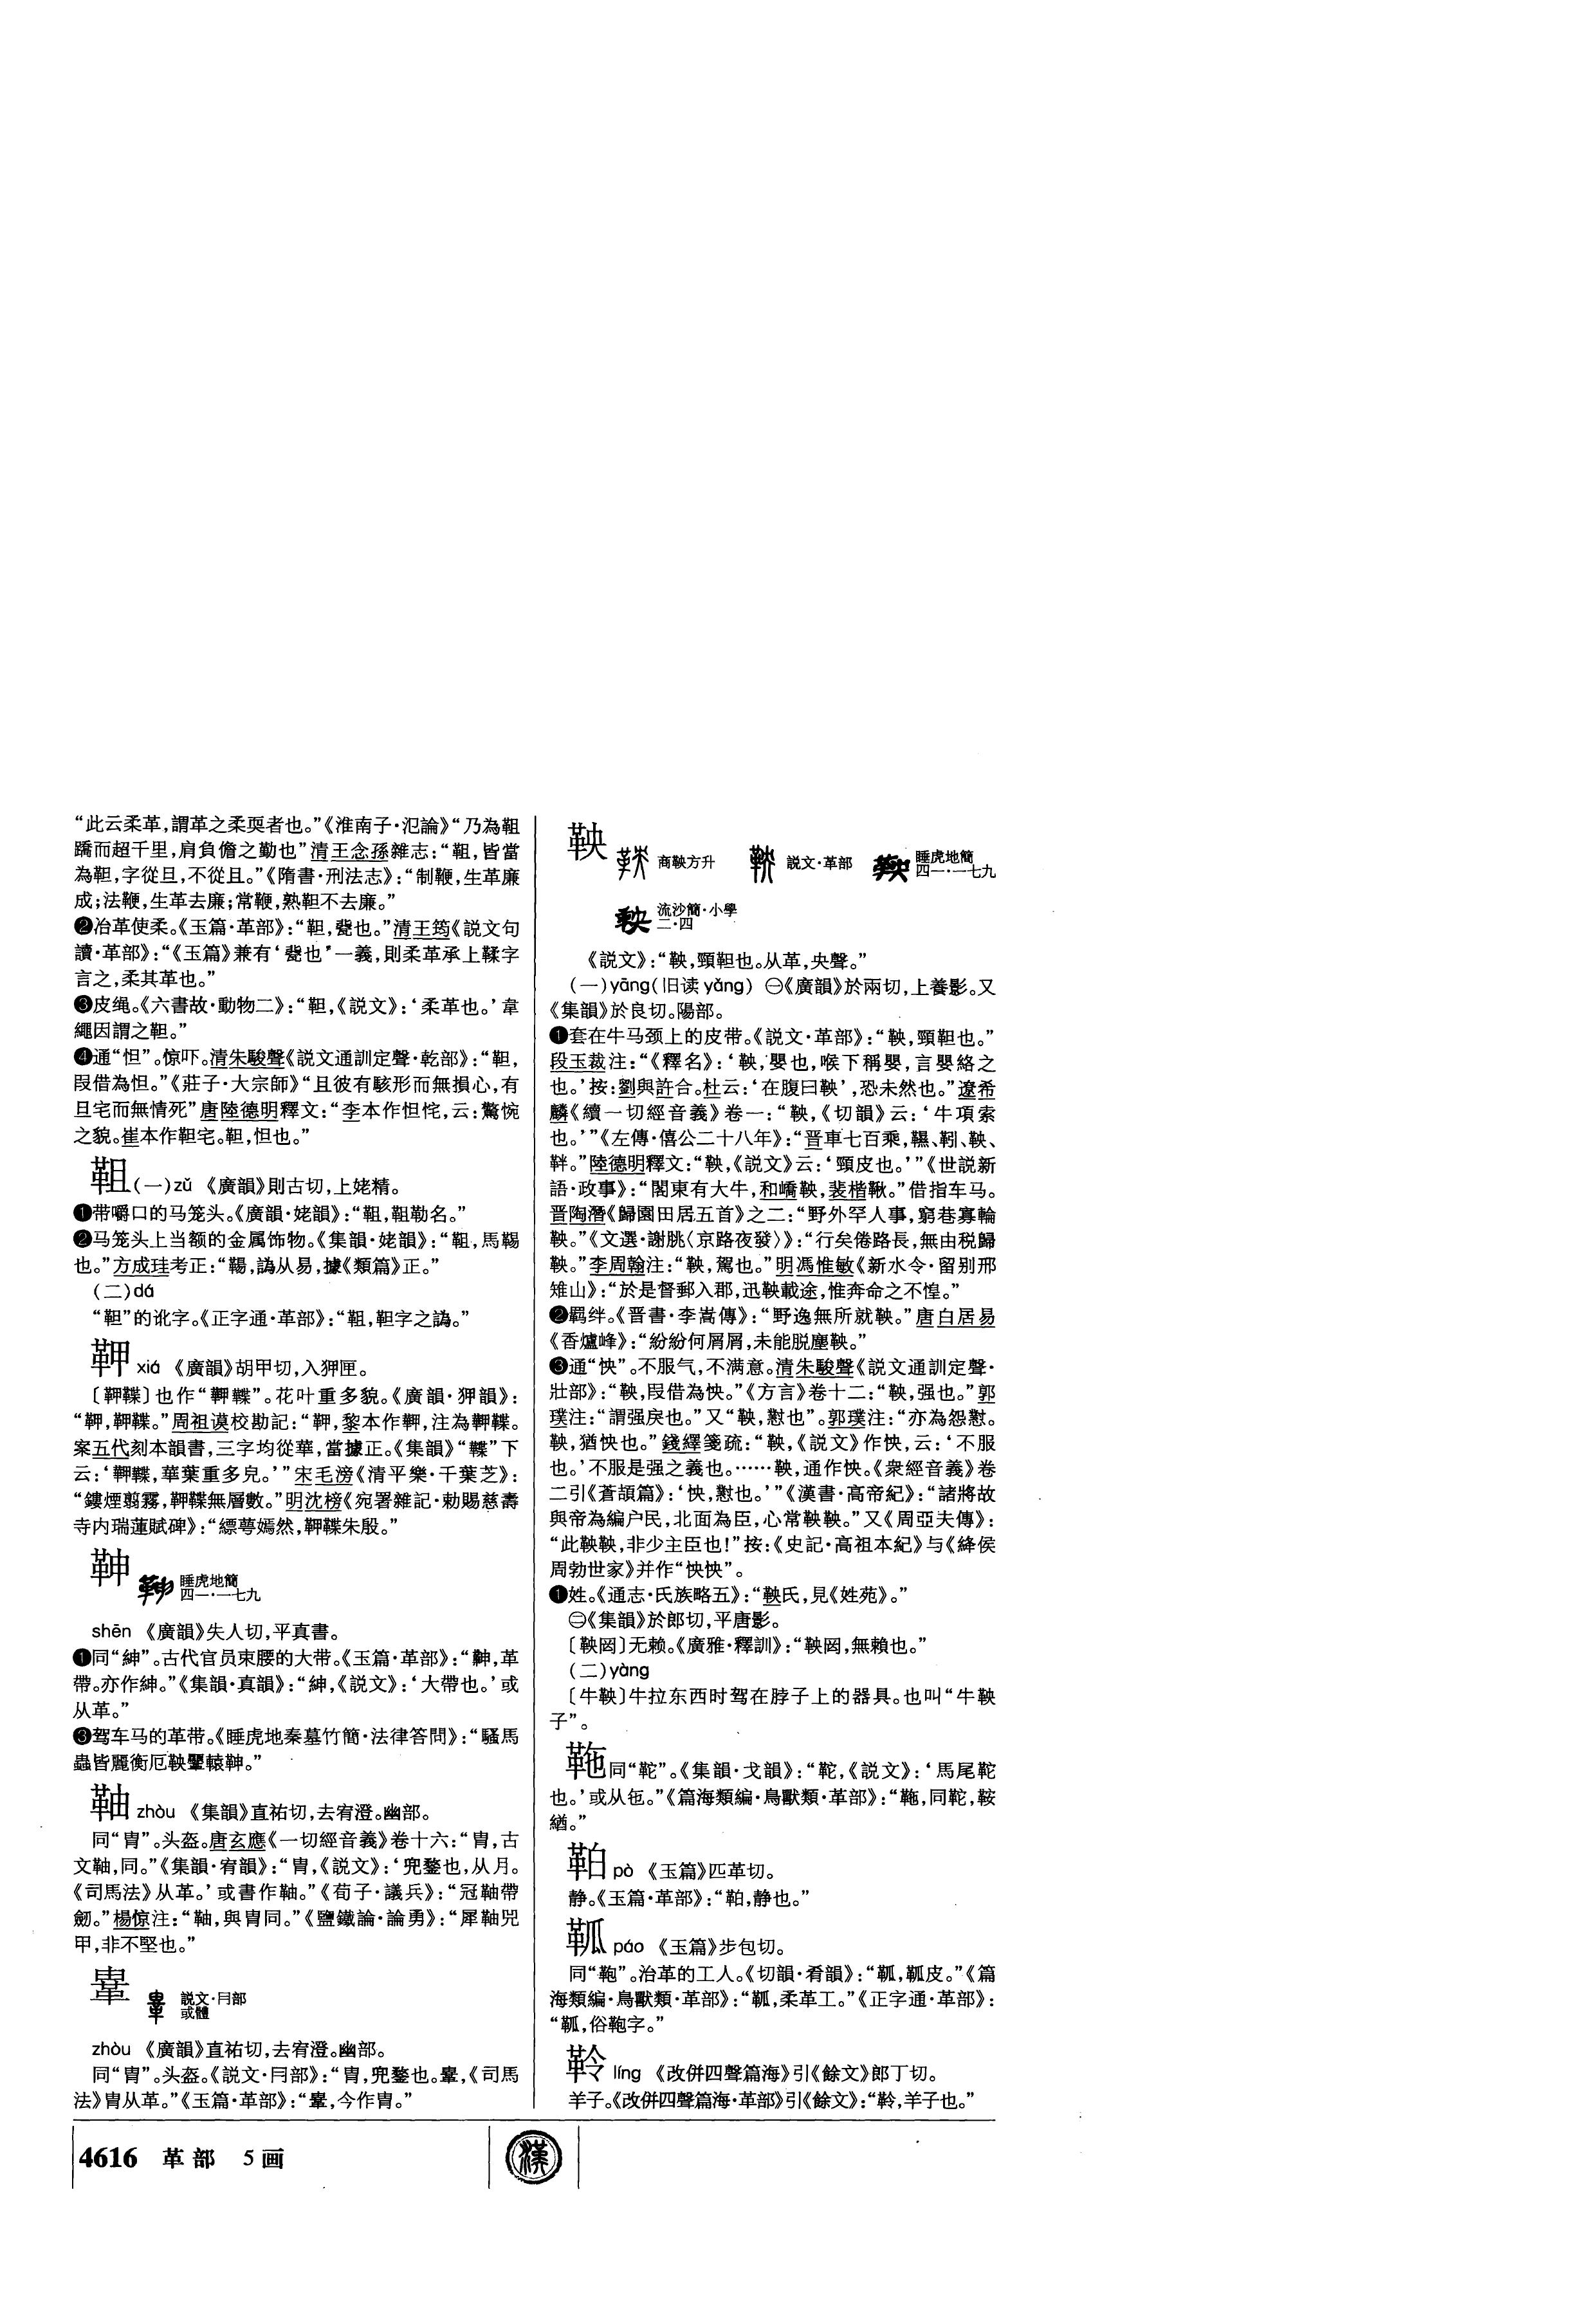 “此云柔革,謂革之柔耎者也。”《淮南子·氾論》“乃為靻
蹻而超千里,肩負儋之勤也”清王念孫雜志:“靻,皆當
為靼,字從旦,不從且。”《隋書·刑法志》:“制鞭,生革廉
成;法鞭,生革去廉;常鞭,熟靼不去廉。”
❷冶革使柔。《玉篇·革部》:“靼,㼱也。”清王筠《説文句
讀·革部》:“《玉篇》兼有‘㼱也’一義,則柔革承上鞣字
言之,柔其革也。”
❸皮绳。《六書故·動物二》:“靼,《説文》:‘柔革也。’韋
繩因謂之靼。”
❹通“怛”。惊吓。清朱駿聲《説文通訓定聲·乾部》:“靼,
叚借為怛。”《莊子·大宗師》“且彼有駭形而無損心,有
旦宅而無情死”唐陸德明釋文:“李本作怛恎,云:驚惋
之貌。崔本作靼宅。靼,怛也。”
靻(一)zǔ 《廣韻》則古切,上姥精。
❶带嚼口的马笼头。《廣韻·姥韻》:“靻,靻勒名。”
❷马笼头上当额的金属饰物。《集韻·姥韻》:“靻,馬鞙
也。”方成珪考正:“鞙,譌从易,據《類篇》正。”
(二)dá
“靼”的讹字。《正字通·革部》:“靻,靼字之譌。”
䩗 xiá 《廣韻》胡甲切,入狎匣。
〔䩗鞢〕也作“䩗鞢”。花叶重多貌。《廣韻·狎韻》:
“䩗,䩗鞢。”周祖谟校勘記:“䩗,黎本作䩗,注為䩗鞢。
案五代刻本韻書,三字均從華,當據正。《集韻》“鞢”下
云:‘䩗鞢,華葉重多皃。’”宋毛滂《清平樂·千葉芝》:
“鏤煙翦霧,䩗鞢無層數。”明沈榜《宛署雜記·勅賜慈壽
寺内瑞蓮賦碑》:“縹萼嫣然,䩗鞢朱殷。”
䩙 睡虎地簡
四一·一七九
shēn 《廣韻》失人切,平真書。
❶同“紳”。古代官员束腰的大带。《玉篇·革部》:“䩙,革
帶。亦作紳。”《集韻·真韻》:“紳,《説文》:‘大帶也。’或
从革。”
❸驾车马的革带。《睡虎地秦墓竹簡·法律答問》:“騷馬
蟲皆麗衡厄鞅䪜轅䩙。”
䩜 zhòu 《集韻》直祐切,去宥澄。幽部。
同“胄”。头盔。唐玄應《一切經音義》卷十六:“胄,古
文䩜,同。”《集韻·宥韻》:“胄,《説文》:‘兜鍪也,从月。
《司馬法》从革。’或書作䩜。”《荀子·議兵》:“冠䩜帶
劒。”楊倞注:“䩜,與胄同。”《鹽鐵論·論勇》:“犀䩜兕
甲,非不堅也。”
説文·冃部
或體
zhòu 《廣韻》直祐切,去宥澄。幽部。
同“胄”。头盔。《説文·冃部》:“胄,兜鍪也。䩜,《司馬
法》胄从革。”《玉篇·革部》:“䩜,今作胄。”
鞅 商鞅方升 説文·革部 睡虎地簡
四一·一七九
流沙簡·小學
二·四
《説文》:“鞅,頸靼也。从革,央聲。”
(一)yāng(旧读yǎng) ㊀《廣韻》於兩切,上養影。又
《集韻》於良切。陽部。
❶套在牛马颈上的皮带。《説文·革部》:“鞅,頸靼也。”
段玉裁注:“《釋名》:‘鞅,嬰也,喉下稱嬰,言嬰絡之
也。’按:劉與許合。杜云:‘在腹曰鞅’,恐未然也。”遼希
麟《續一切經音義》卷一:“鞅,《切韻》云:‘牛項索
也。’”《左傳·僖公二十八年》:“晋車七百乘,韅、靷、鞅、
靽。”陸德明釋文:“鞅,《説文》云:‘頸皮也。’”《世説新
語·政事》:“閣東有大牛,和嶠鞅,裴楷鞦。”借指车马。
晋陶潛《歸園田居五首》之二:“野外罕人事,窮巷寡輪
鞅。”《文選·謝朓〈京路夜發〉》:“行矣倦路長,無由税歸
鞅。”李周翰注:“鞅,駕也。”明馮惟敏《新水令·留别邢
雉山》:“於是督郵入郡,迅鞅載途,惟奔命之不惶。”
❷羁绊。《晋書·李嵩傳》:“野逸無所就鞅。”唐白居易
《香爐峰》:“紛紛何屑屑,未能脱塵鞅。”
❸通“怏”。不服气,不满意。清朱駿聲《説文通訓定聲·
壯部》:“鞅,叚借為怏。”《方言》卷十二:“鞅,强也。”郭
璞注:“謂强戾也。”又“鞅,懟也”。郭璞注:“亦為怨懟。
鞅,猶怏也。”錢繹箋疏:“鞅,《説文》作怏,云:‘不服
也。’不服是强之義也。……鞅,通作怏。《衆經音義》卷
二引《蒼頡篇》:‘怏,懟也。’”《漢書·高帝紀》:“諸將故
與帝為編户民,北面為臣,心常鞅鞅。”又《周亞夫傳》:
“此鞅鞅,非少主臣也!”按:《史記·高祖本紀》与《絳侯
周勃世家》并作“怏怏”。
❶姓。《通志·氏族略五》:“鞅氏,見《姓苑》。”
㊁《集韻》於郎切,平唐影。
〔鞅罔〕无赖。《廣雅·釋訓》:“鞅罔,無賴也。”
(二)yàng
〔牛鞅〕牛拉东西时驾在脖子上的器具。也叫“牛鞅
子”。
同“鞁”。《集韻·戈韻》:“鞁,《説文》:‘馬尾鞁
也。’或从㐌。”《篇海類編·鳥獸類·革部》:“同鞁,鞍
緧。”
靶 pò 《玉篇》匹革切。
静。《玉篇·革部》:“䩞,静也。”
páo 《玉篇》步包切。
同“鞄”。治革的工人。《切韻·肴韻》:“皮。”《篇
海類編·鳥獸類·革部》:“柔革工。”《正字通·革部》:
“俗鞄字。”
líng 《改併四聲篇海》引《餘文》郎丁切。
羊子。《改併四聲篇海·革部》引《餘文》:“羊子也。”
4616 革部 5画
漢